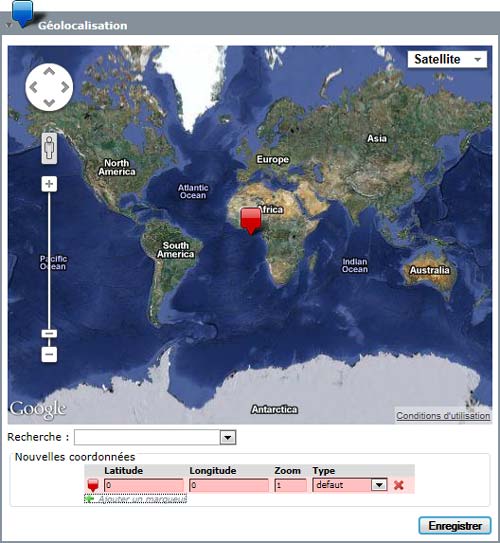 Géolocalisation
Satellite
Asia
North
America
Europe
Atlantic
Ocean
Africa
Pacific
Ocean
South
America
Indian
Ocean
Australia
Google
Antarctica
Conditions d'utilisation
Recherche :
Nouvelles coordonnées
Latitude Longitude Zoom Type
0 0 1 defaut
Ajouter un marqueur
Enregistrer